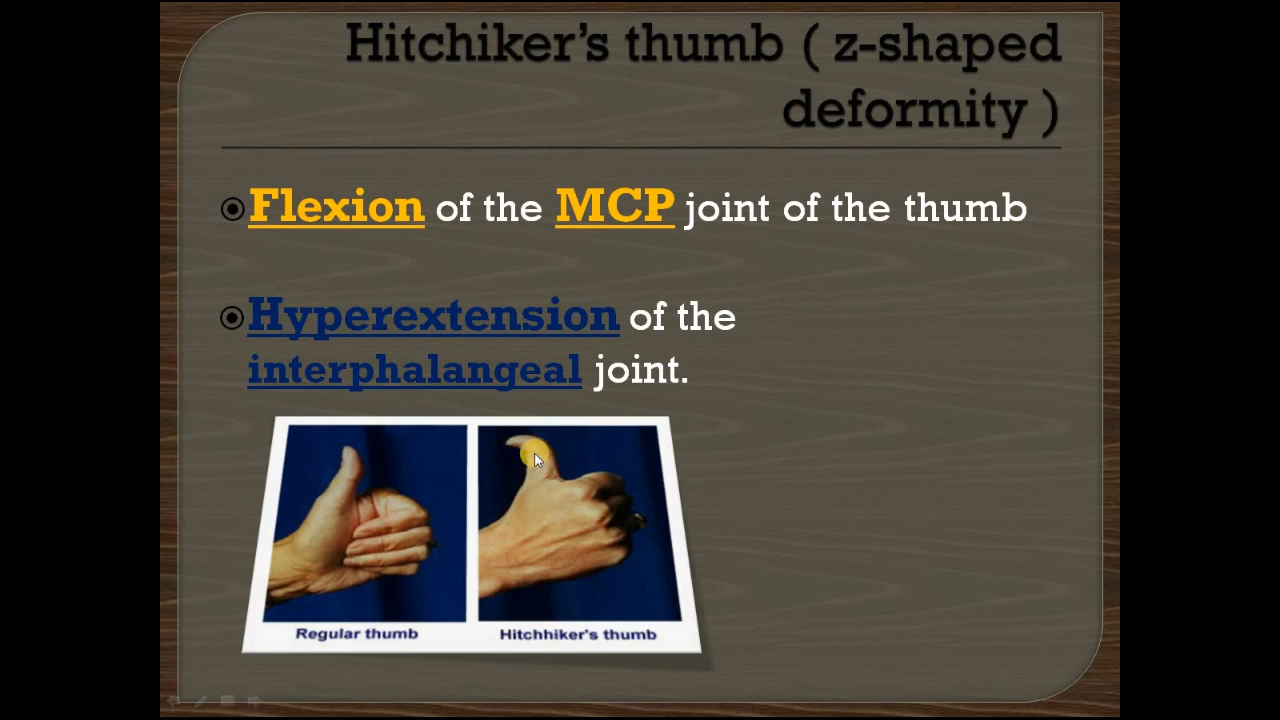 Hitchiker's thumb ( z-shaped
deformity )
Flexion of the MCP joint of the thumb
Hyperextension of the
interphalangeal joint.
Regular thumb
Hitchhiker's thumb